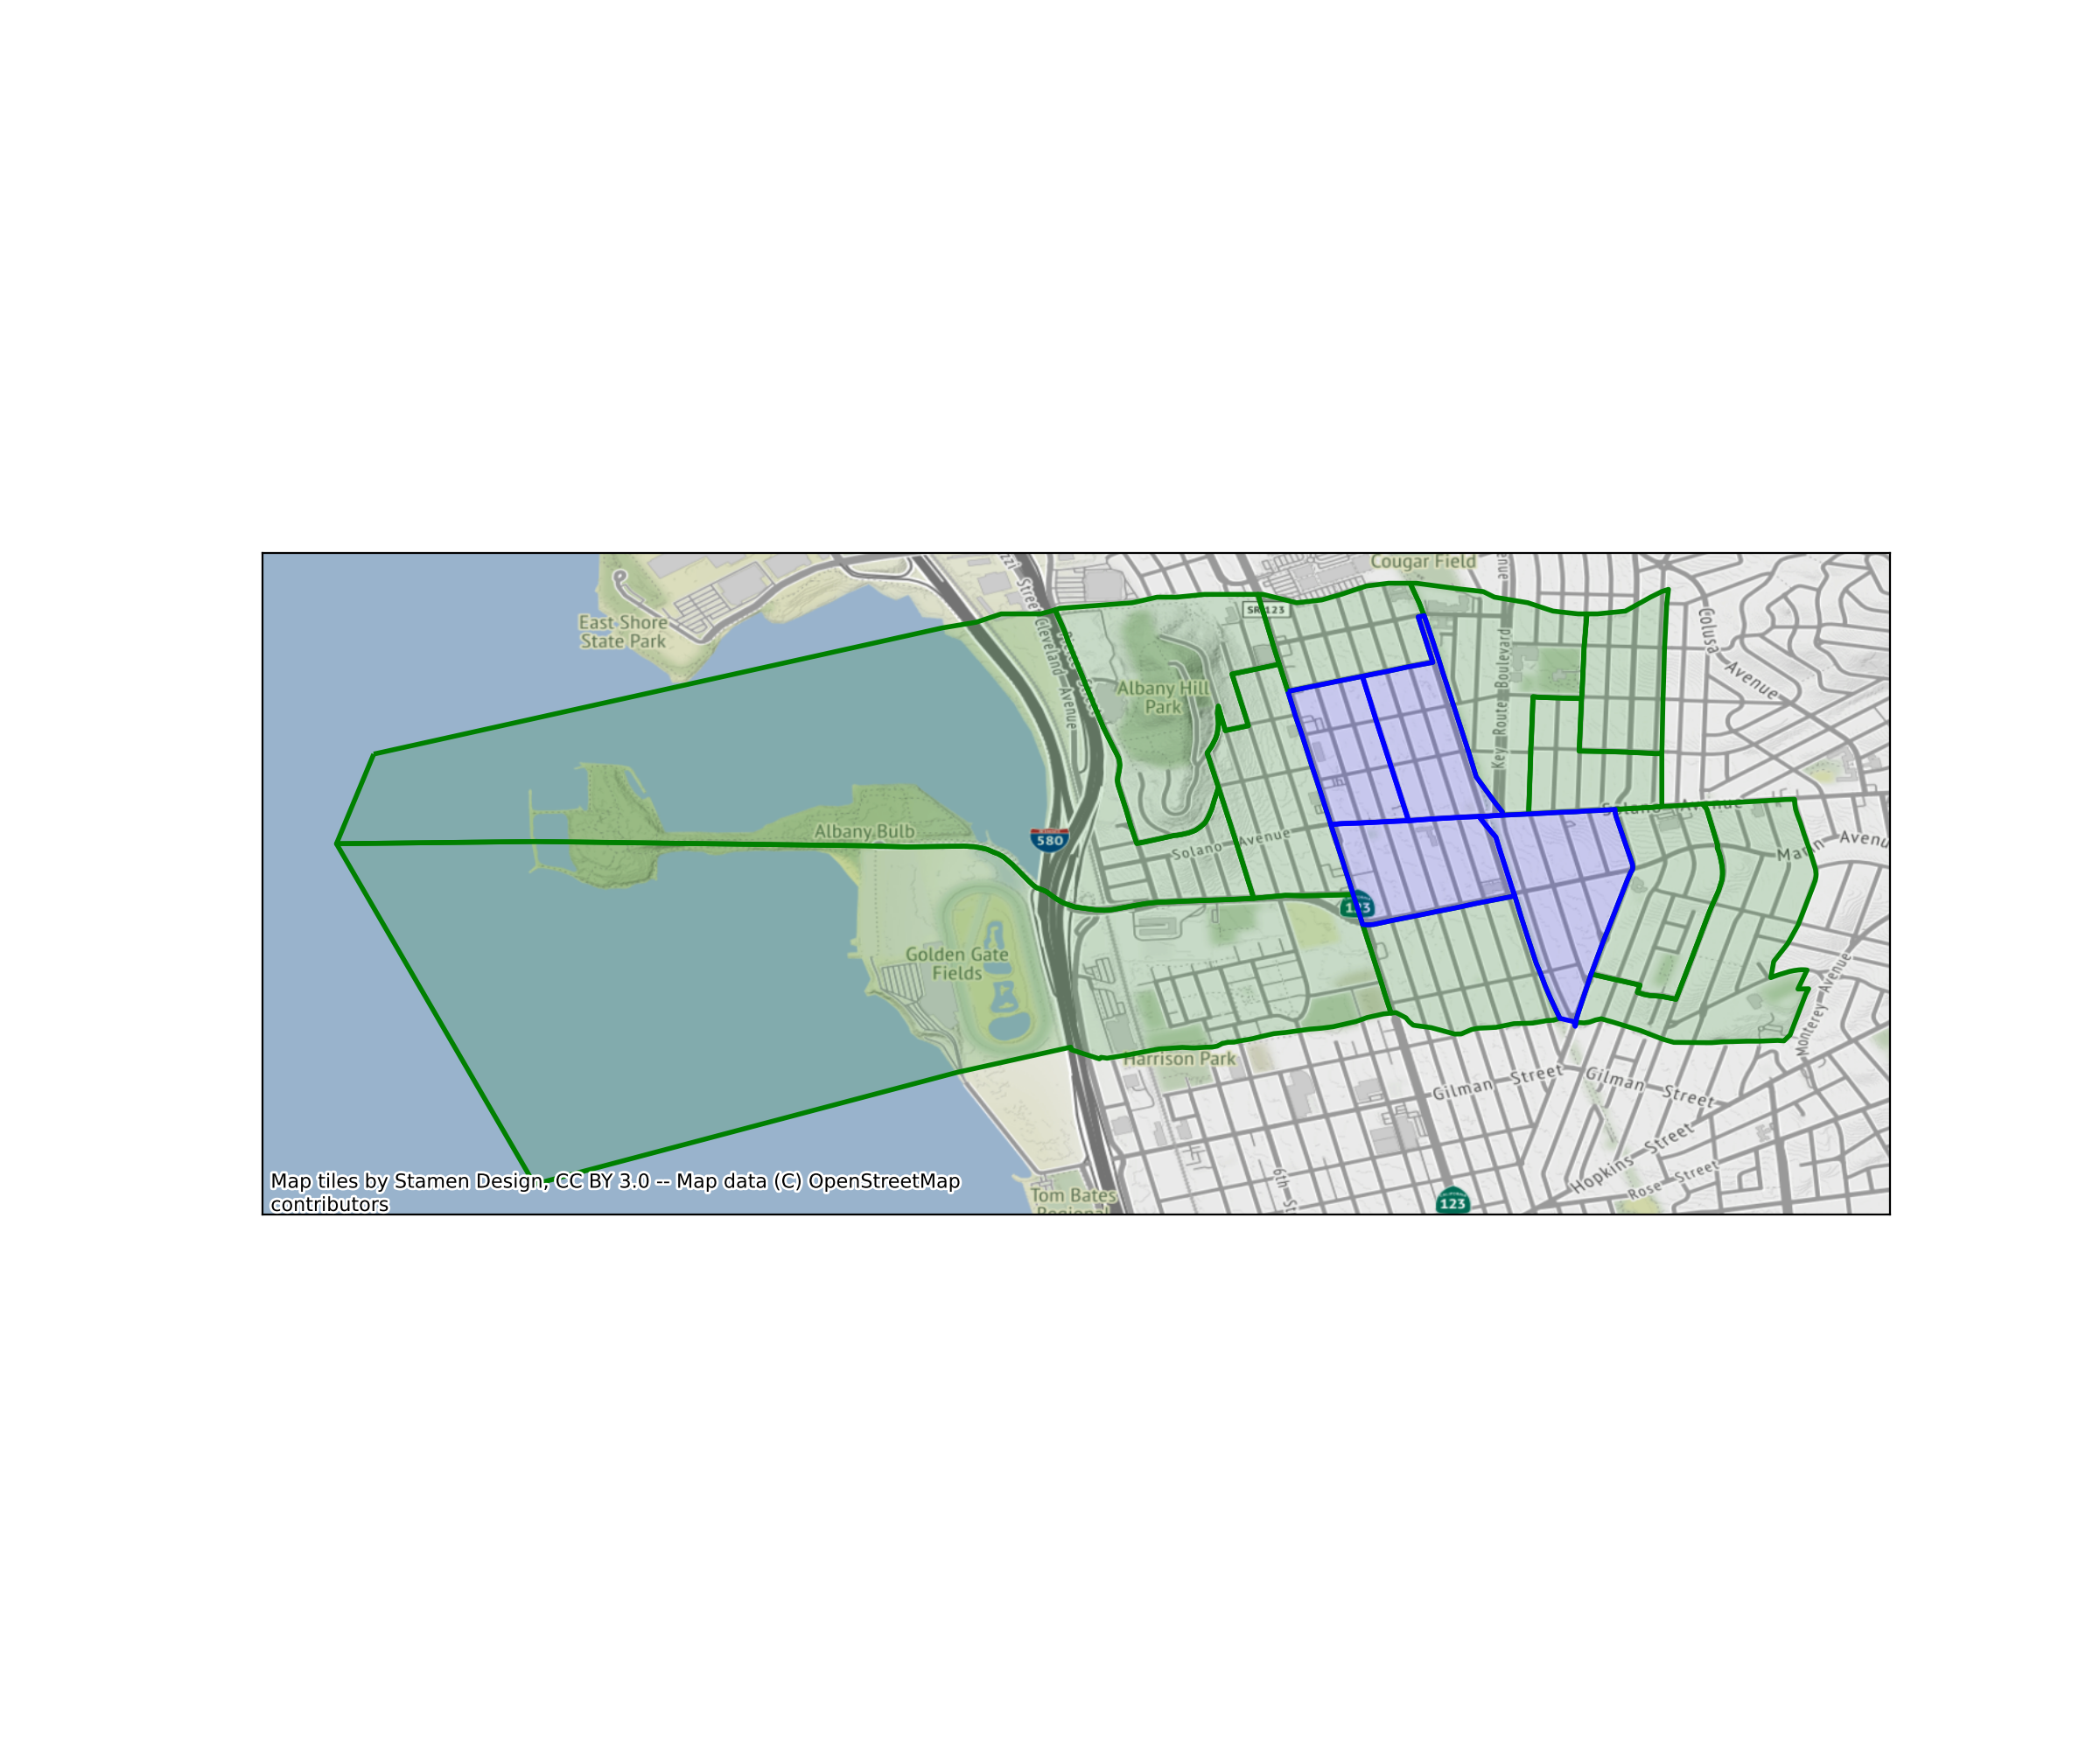 Cougar Field
East Shore
State Park
SR 123
Cleveland Avenue
Street
Colusa Avenue
Key Route Boulevard
Albany Hill
Park
Solano Avenue
Albany Bulb
580
Solano Avenue
Marin Avenu
123
Golden Gate
Fields
Monterey Avenue
Harrison Park
Gilman Street
Gilman Street
Hopkins Street
Rose Street
6th St
Tom Bates
Regional
123
Map tiles by Stamen Design, CC BY 3.0 -- Map data (C) OpenStreetMap
contributors